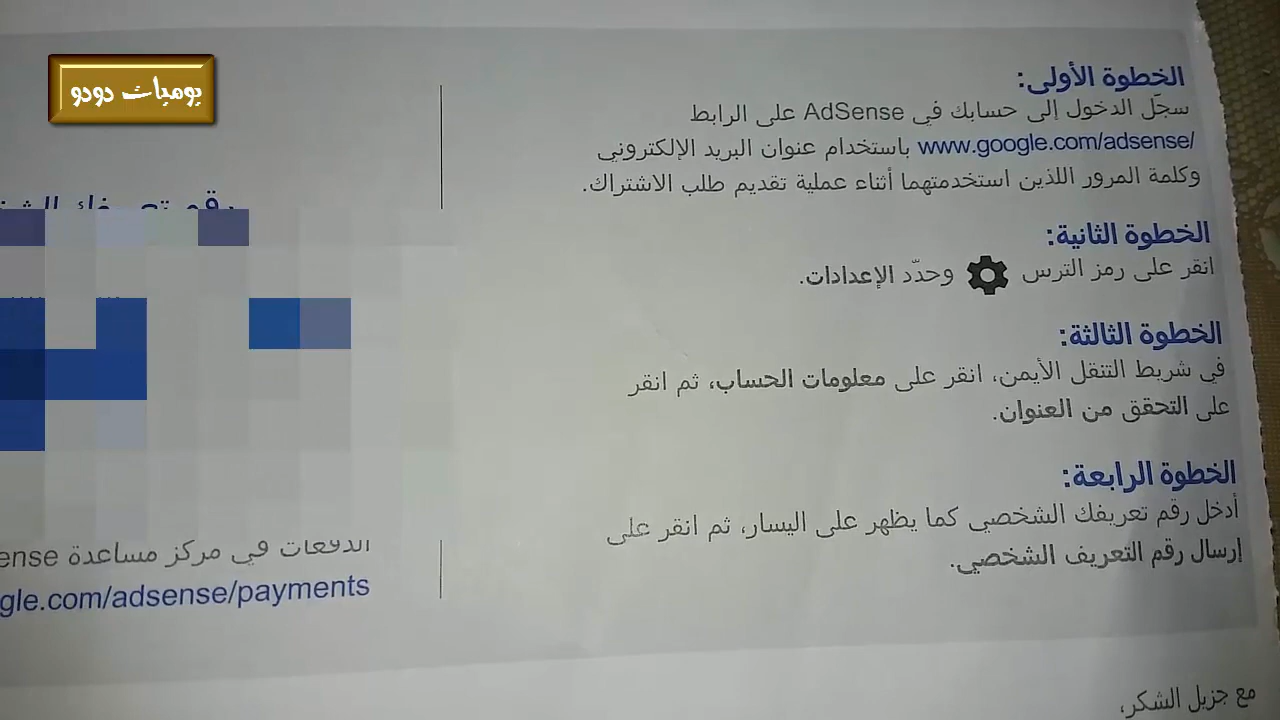 يوميات دودو
الخطوة الأولى:
سجّل الدخول إلى حسابك في AdSense على الرابط
www.google.com/adsense/ باستخدام عنوان البريد الإلكتروني
وكلمة المرور اللذين استخدمتهما أثناء عملية تقديم طلب الاشتراك.
الخطوة الثانية:
انقر على رمز الترس وحدّد الإعدادات.
الخطوة الثالثة:
في شريط التنقل الأيمن، انقر على معلومات الحساب، ثم انقر
على التحقق من العنوان.
الخطوة الرابعة:
أدخل رقم تعريفك الشخصي كما يظهر على اليسار، ثم انقر على
إرسال رقم التعريف الشخصي.
رقم تعريفك
الدفعات في مركز مساعدة ense
gle.com/adsense/payments
مع جزيل الشكر،